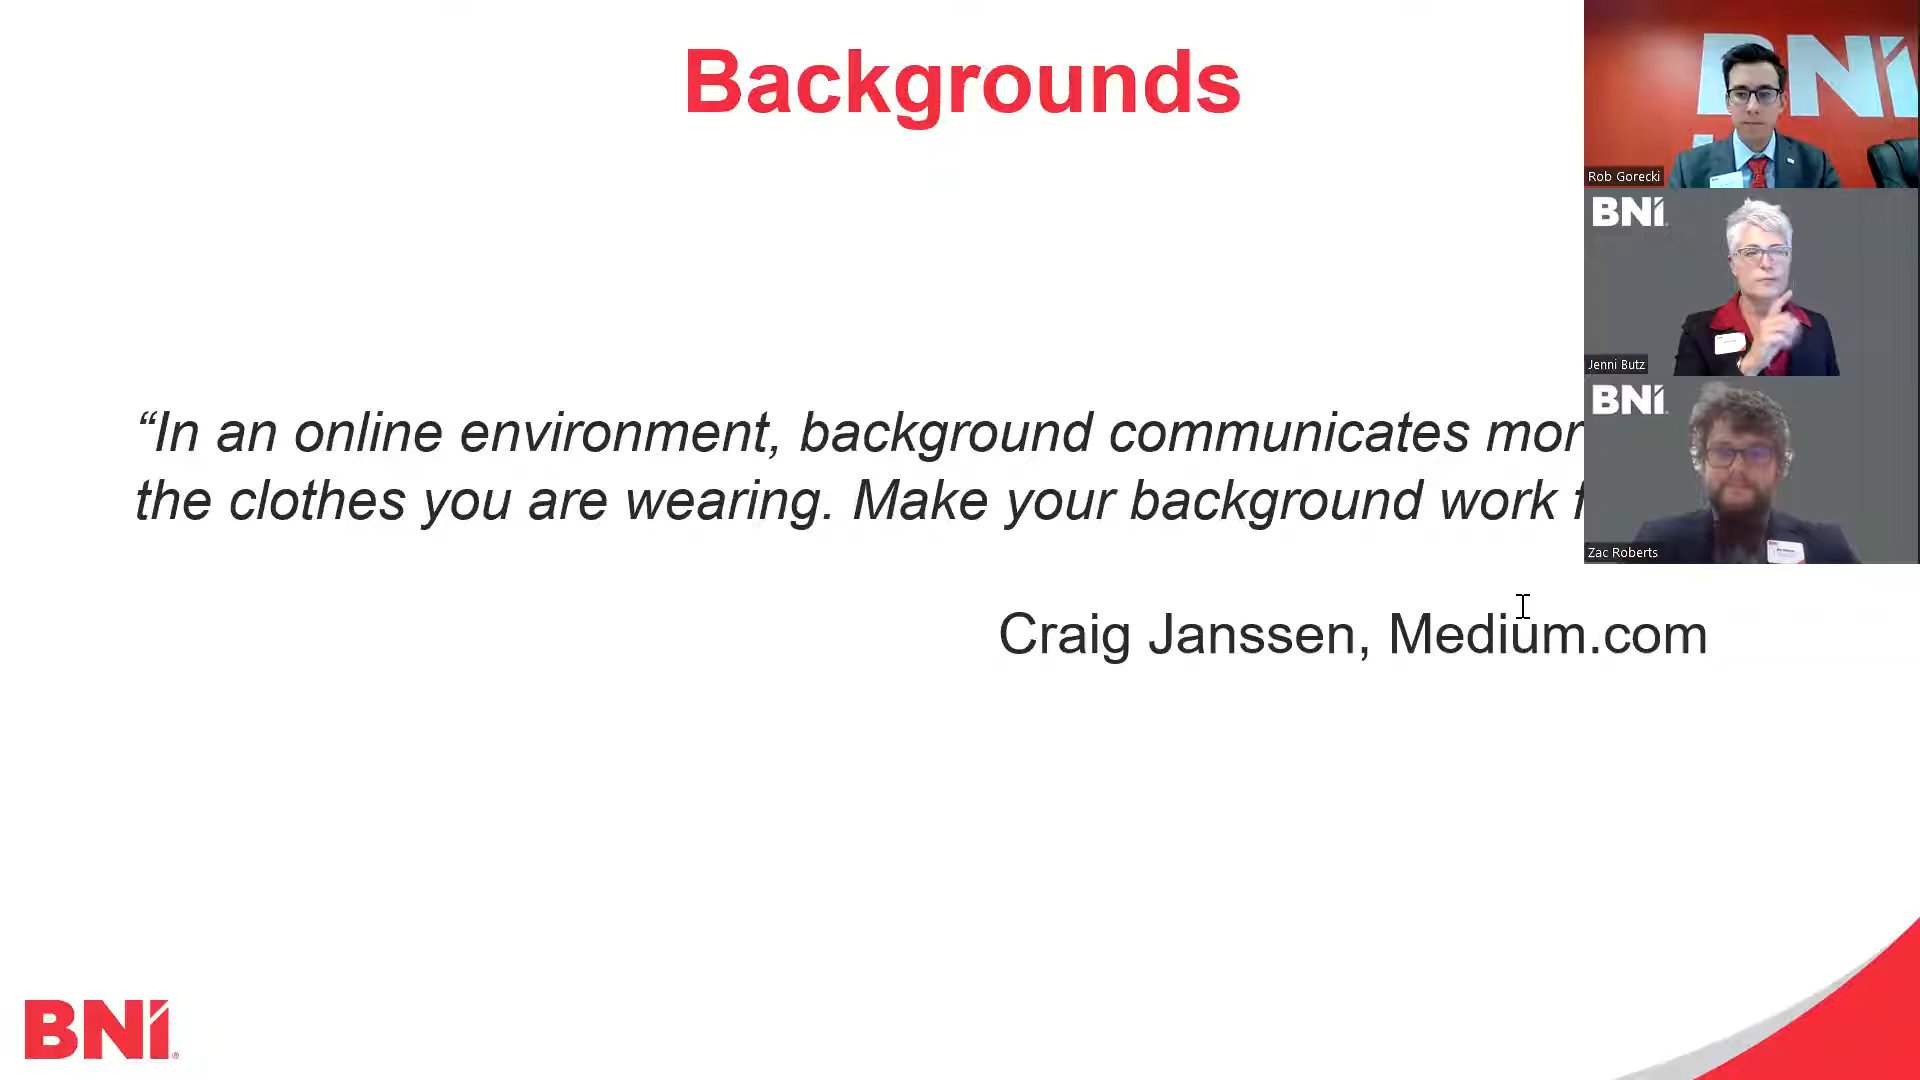 Backgrounds
“In an online environment, background communicates mor
the clothes you are wearing. Make your background work f
Craig Janssen, Medium.com
BNI
BNI
Rob Gorecki
BNI
Jenni Butz
BNI
Zac Roberts